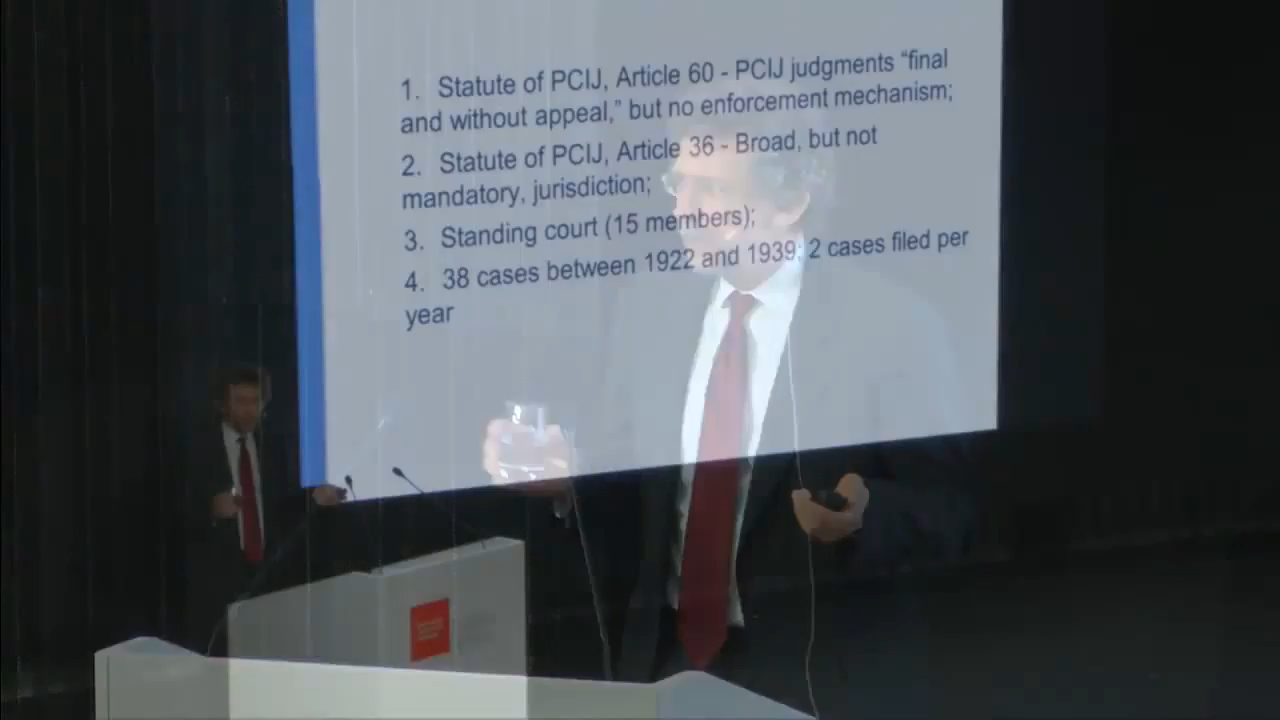 1. Statute of PCIJ, Article 60 - PCIJ judgments “final
and without appeal,” but no enforcement mechanism;
2. Statute of PCIJ, Article 36 - Broad, but not
mandatory, jurisdiction;
3. Standing court (15 members);
4. 38 cases between 1922 and 1939; 2 cases filed per
year